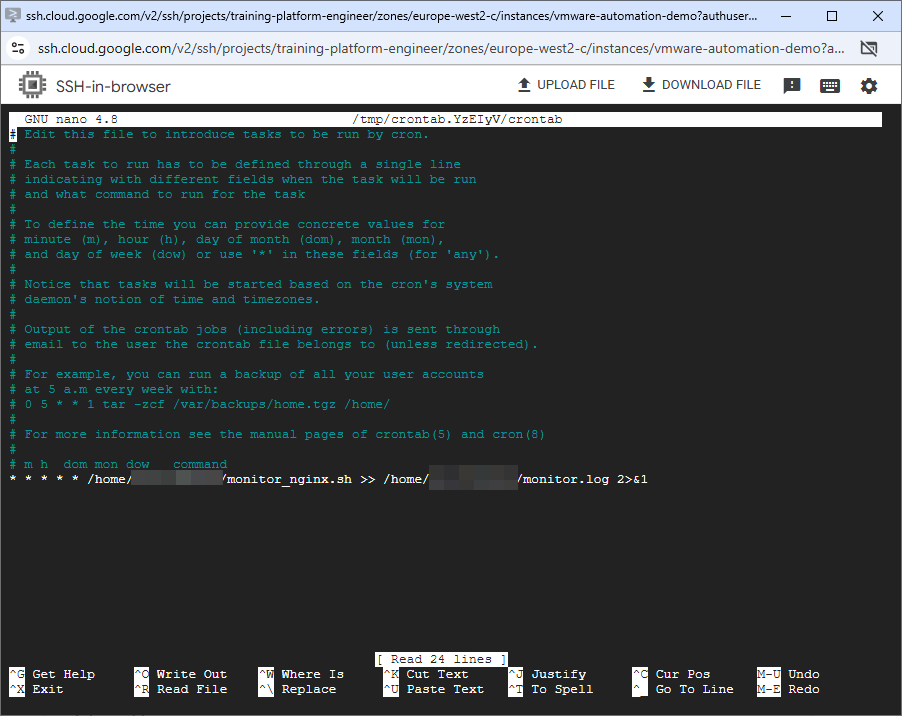 ssh.cloud.google.com/v2/ssh/projects/training-platform-engineer/zones/europe-west2-c/instances/vmware-automation-demo?authuser...
ssh.cloud.google.com/v2/ssh/projects/training-platform-engineer/zones/europe-west2-c/instances/vmware-automation-demo?a...
SSH-in-browser UPLOAD FILE DOWNLOAD FILE
GNU nano 4.8 /tmp/crontab.YzEIyV/crontab
# Edit this file to introduce tasks to be run by cron.
#
# Each task to run has to be defined through a single line
# indicating with different fields when the task will be run
# and what command to run for the task
#
# To define the time you can provide concrete values for
# minute (m), hour (h), day of month (dom), month (mon),
# and day of week (dow) or use '*' in these fields (for 'any').
#
# Notice that tasks will be started based on the cron's system
# daemon's notion of time and timezones.
#
# Output of the crontab jobs (including errors) is sent through
# email to the user the crontab file belongs to (unless redirected).
#
# For example, you can run a backup of all your user accounts
# at 5 a.m every week with:
# 0 5 * * 1 tar -zcf /var/backups/home.tgz /home/
#
# For more information see the manual pages of crontab(5) and cron(8)
#
# m h  dom mon dow   command
* * * * * /home/ /monitor_nginx.sh >> /home/ /monitor.log 2>&1
[ Read 24 lines ]
^G Get Help ^O Write Out ^W Where Is ^K Cut Text ^J Justify ^C Cur Pos M-U Undo
^X Exit ^R Read File ^\ Replace ^U Paste Text ^T To Spell ^_ Go To Line M-E Redo